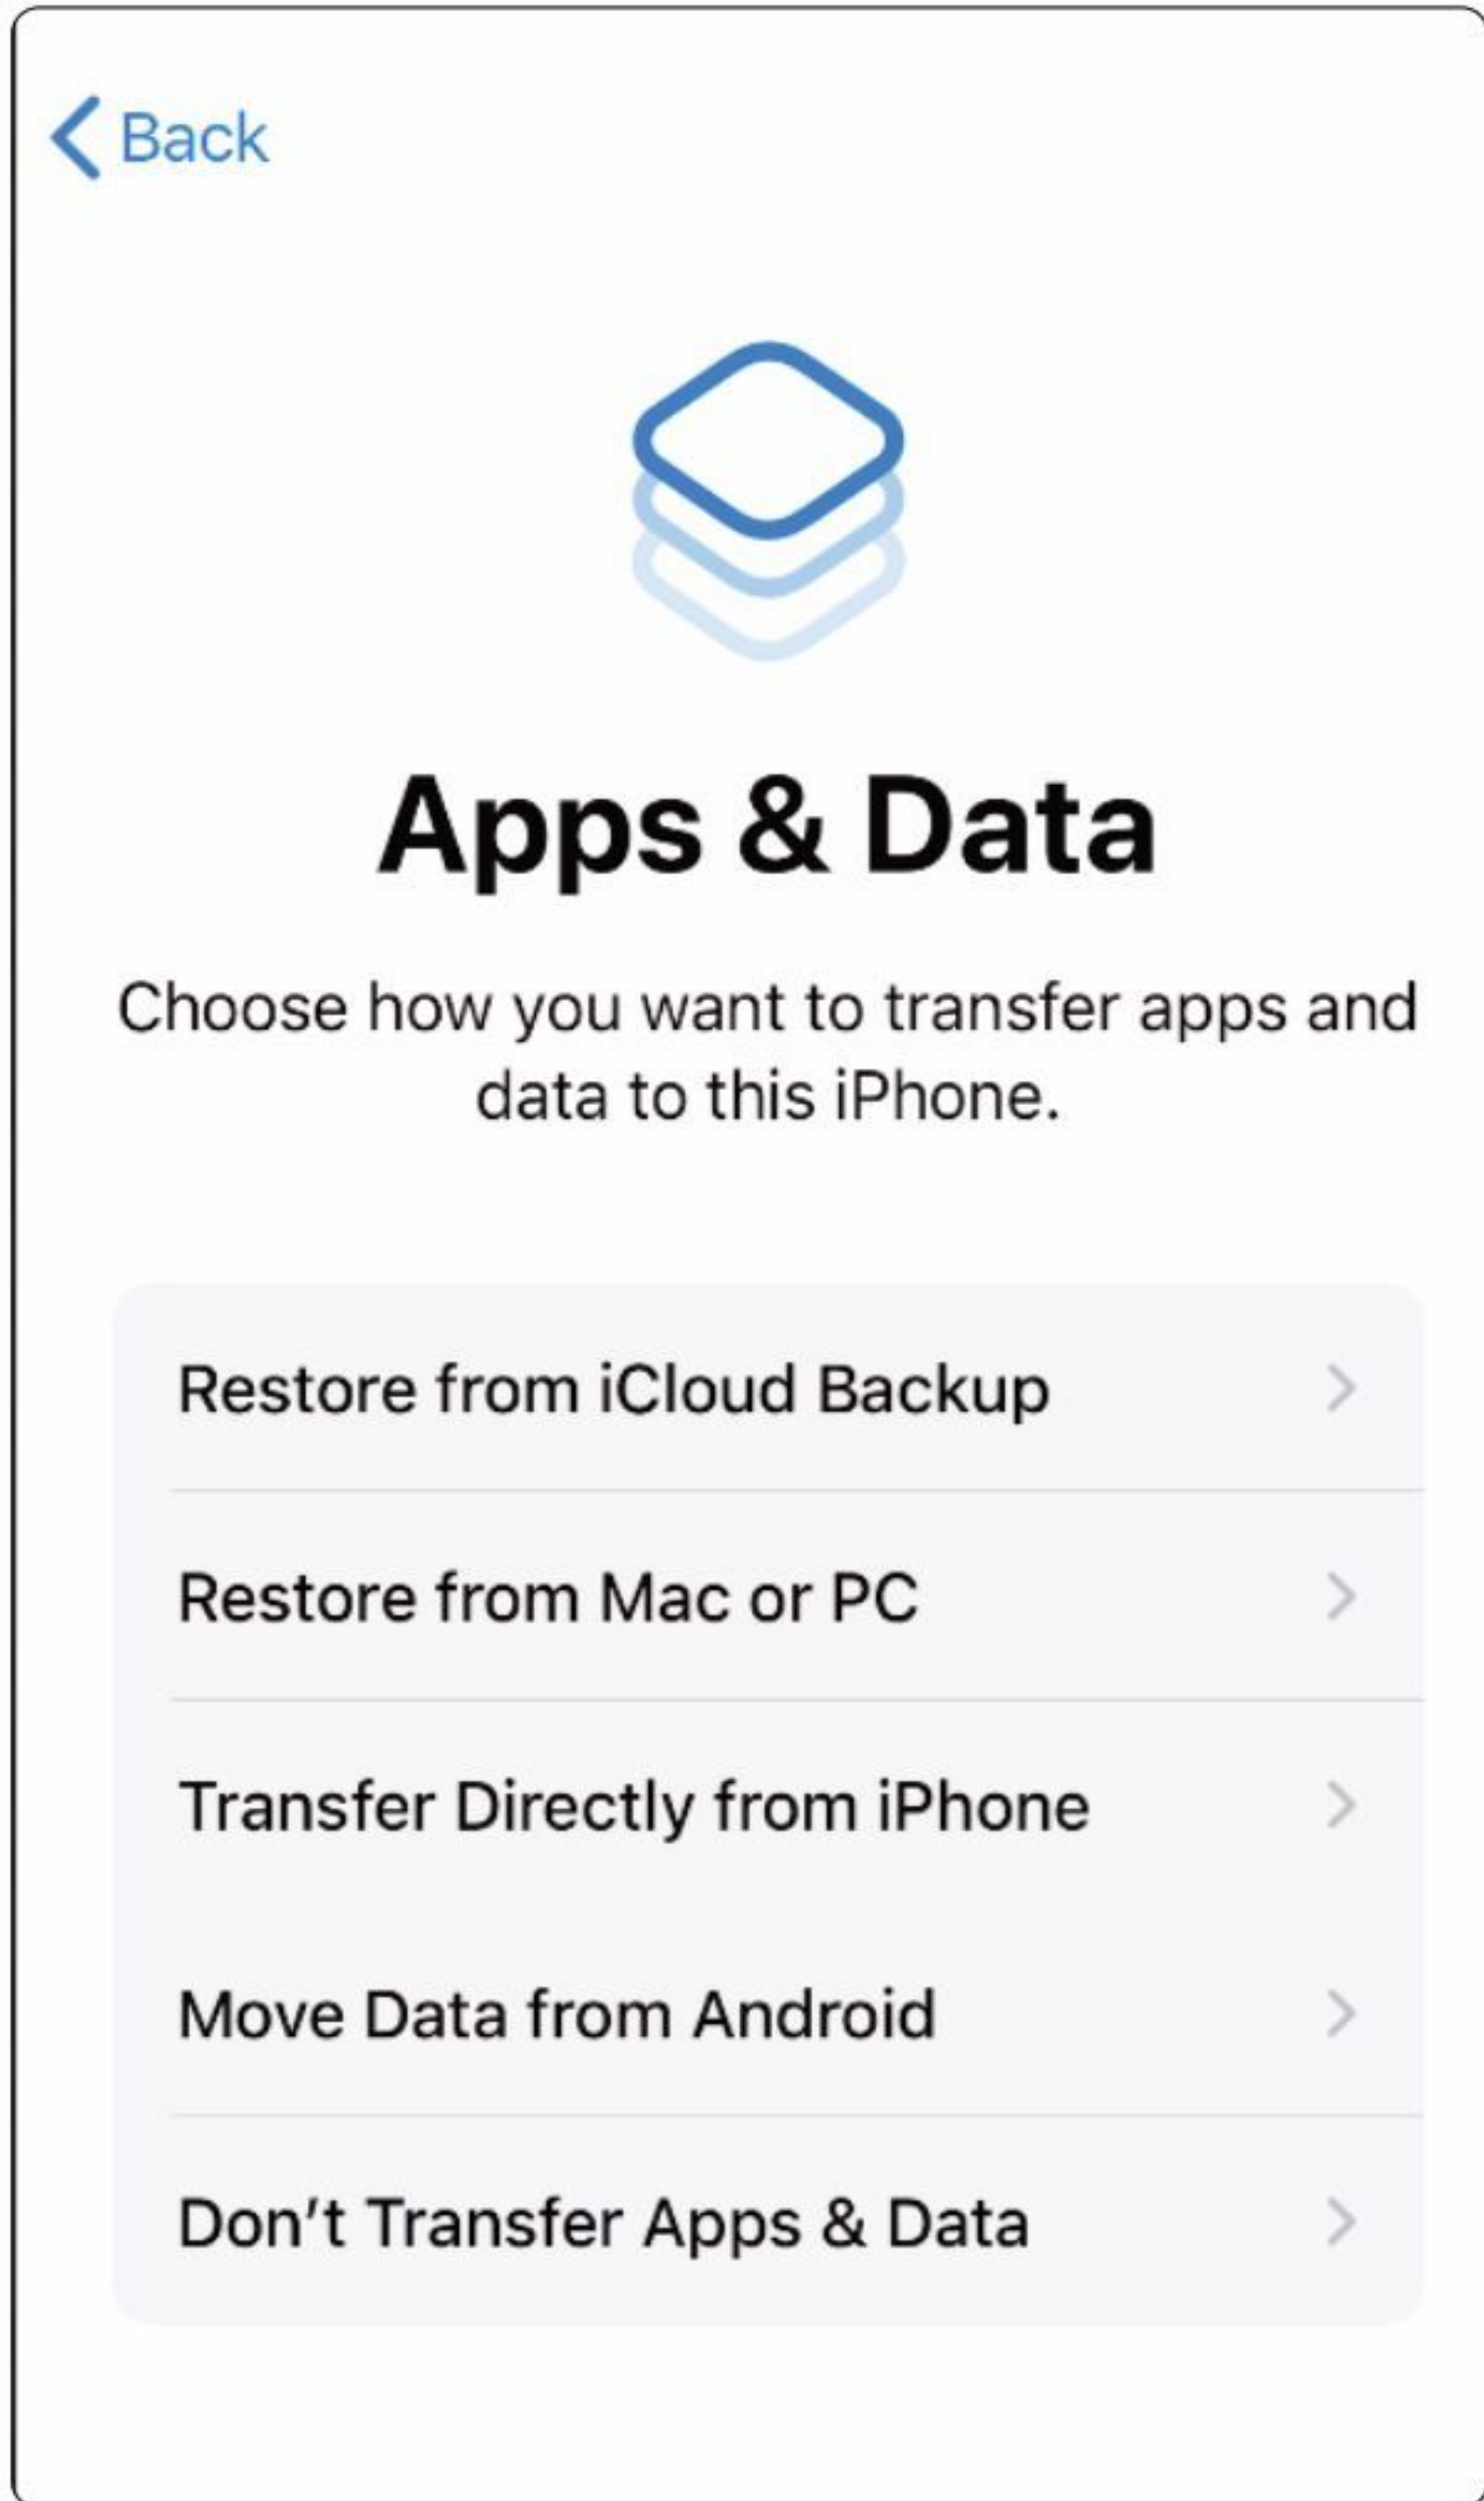 Back
Apps & Data
Choose how you want to transfer apps and
data to this iPhone.
Restore from iCloud Backup
Restore from Mac or PC
Transfer Directly from iPhone
Move Data from Android
Don’t Transfer Apps & Data